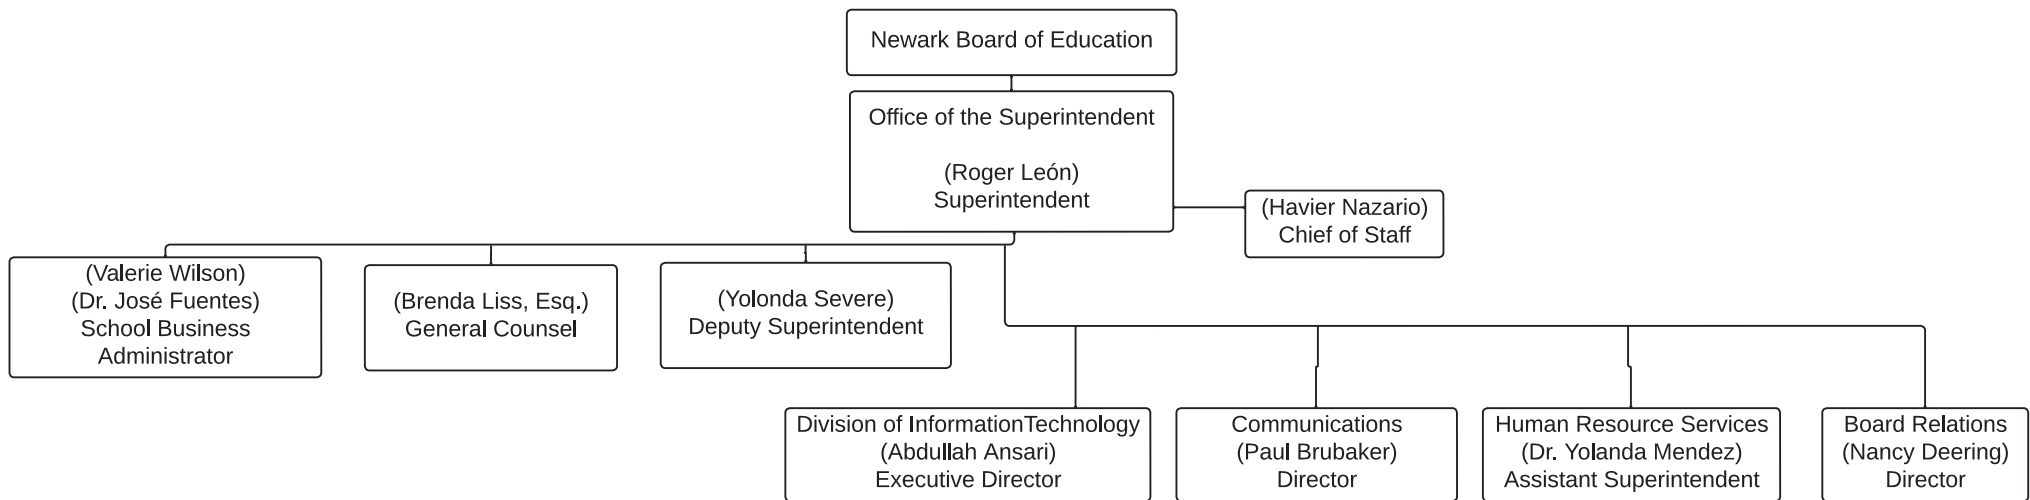 Newark Board of Education
Office of the Superintendent
(Roger León)
Superintendent
(Havier Nazario)
Chief of Staff
(Valerie Wilson)
(Dr. José Fuentes)
School Business
Administrator
(Brenda Liss, Esq.)
General Counsel
(Yolonda Severe)
Deputy Superintendent
Division of InformationTechnology
(Abdullah Ansari)
Executive Director
Communications
(Paul Brubaker)
Director
Human Resource Services
(Dr. Yolanda Mendez)
Assistant Superintendent
Board Relations
(Nancy Deering)
Director